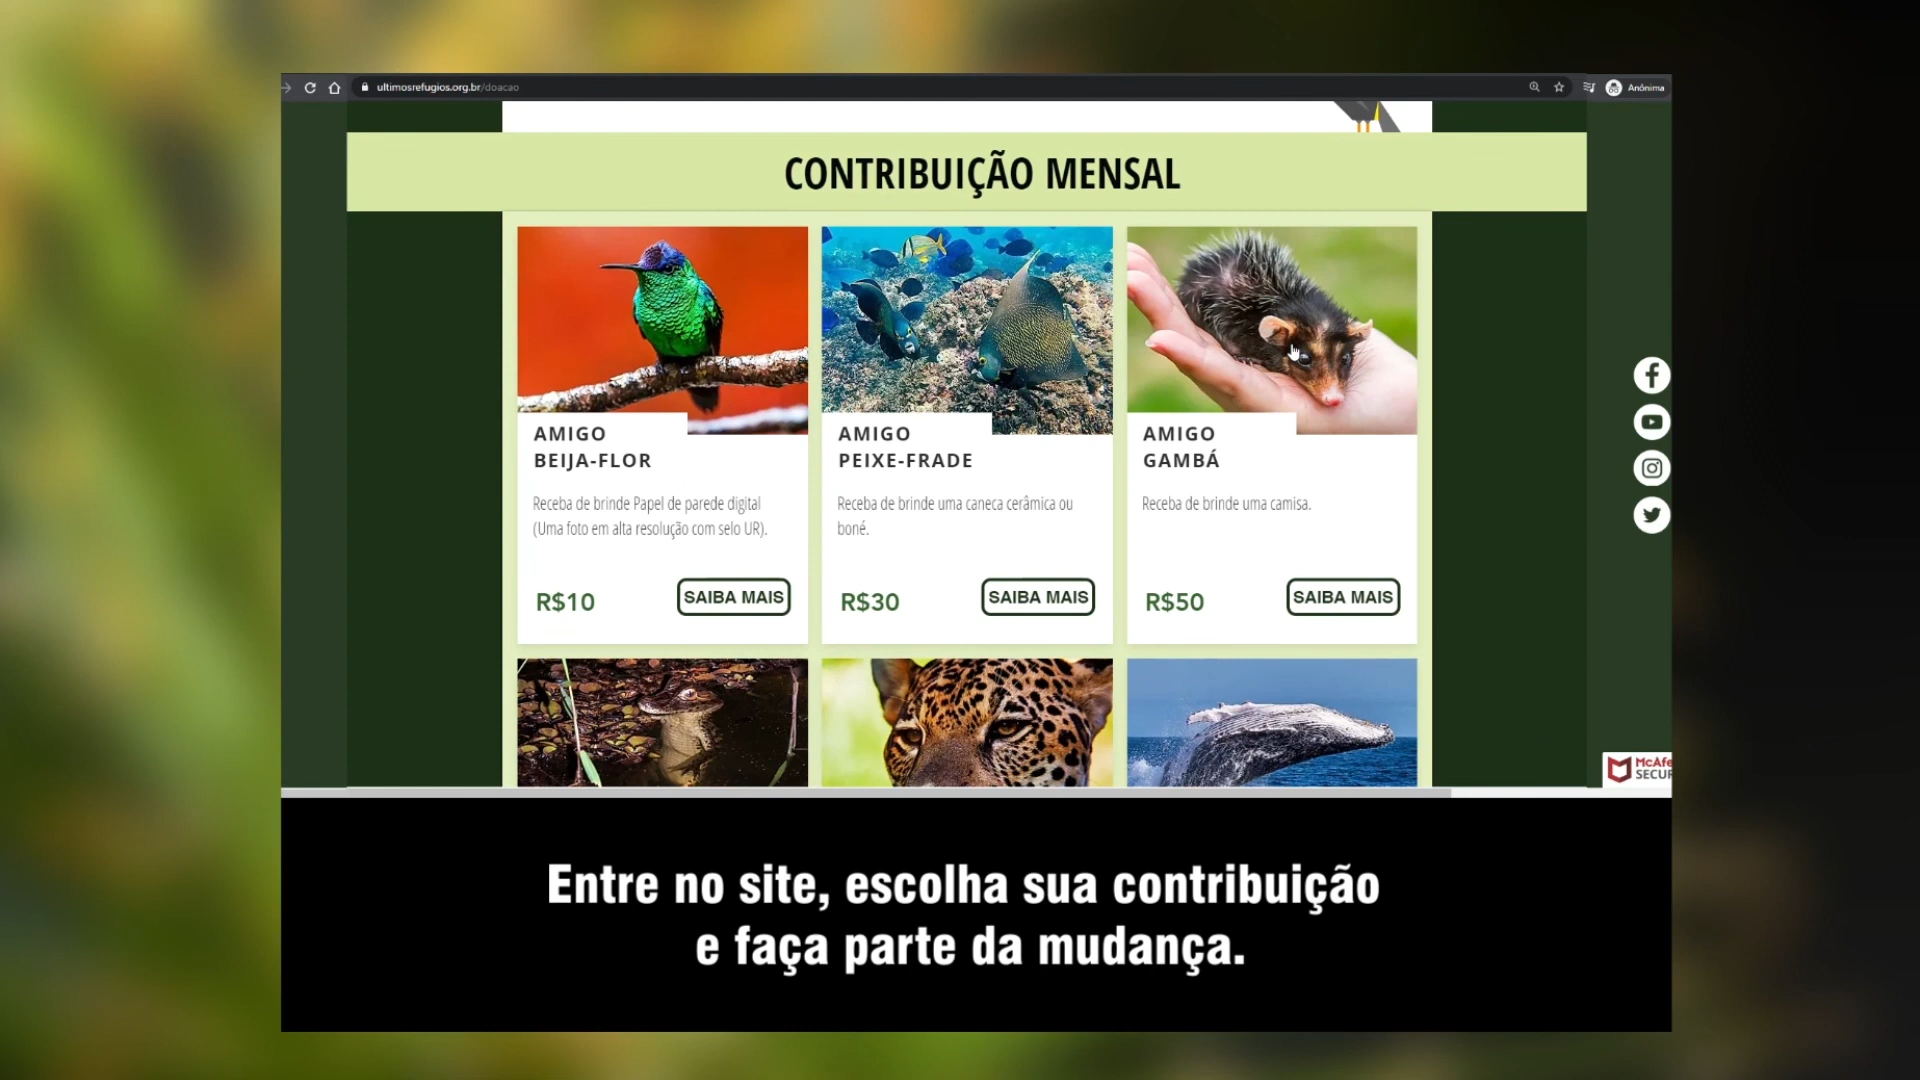 ultimosrefugios.org.br/doacao
Anônima
CONTRIBUIÇÃO MENSAL
AMIGO
BEIJA-FLOR
Receba de brinde Papel de parede digital
(Uma foto em alta resolução com selo UR).
R$10
SAIBA MAIS
AMIGO
PEIXE-FRADE
Receba de brinde uma caneca cerâmica ou
boné.
R$30
SAIBA MAIS
AMIGO
GAMBÁ
Receba de brinde uma camisa.
R$50
SAIBA MAIS
McAfe
SECUR
Entre no site, escolha sua contribuição
e faça parte da mudança.